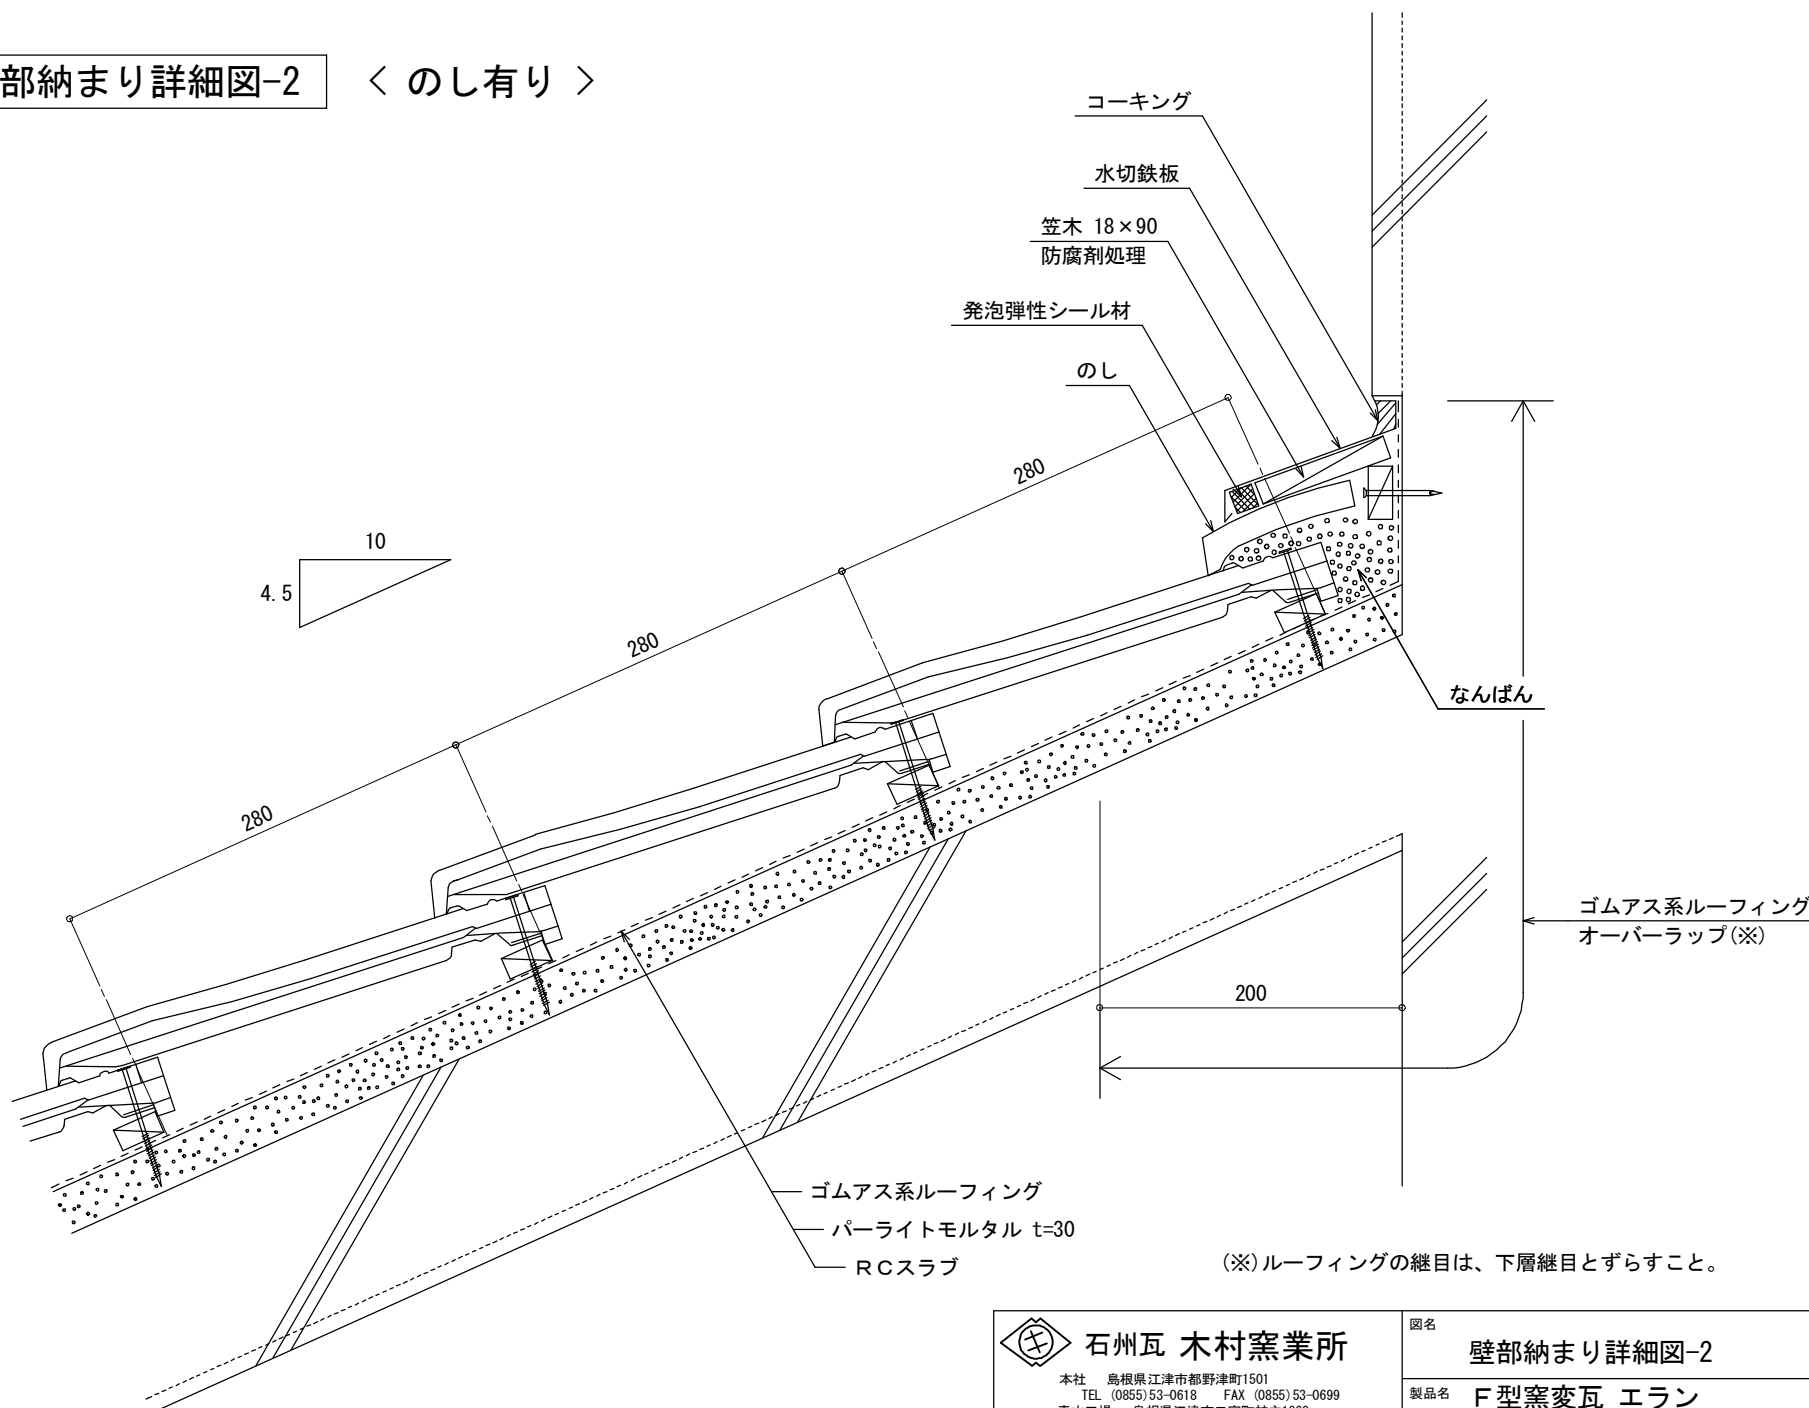 部納まり詳細図-2
< のし有り >
コーキング
水切鉄板
笠木 18×90
防腐剤処理
発泡弾性シール材
のし
280
10
4.5
280
280
なんばん
ゴムアス系ルーフィング
オーバーラップ(※)
200
ゴムアス系ルーフィング
パーライトモルタル t=30
RCスラブ
(※)ルーフィングの継目は、下層継目とずらすこと。
石州瓦 木村窯業所
本社 島根県江津市都野津町1501
TEL (0855)53-0618 FAX (0855)53-0699
図名
壁部納まり詳細図-2
製品名 F型窯変瓦 エラン